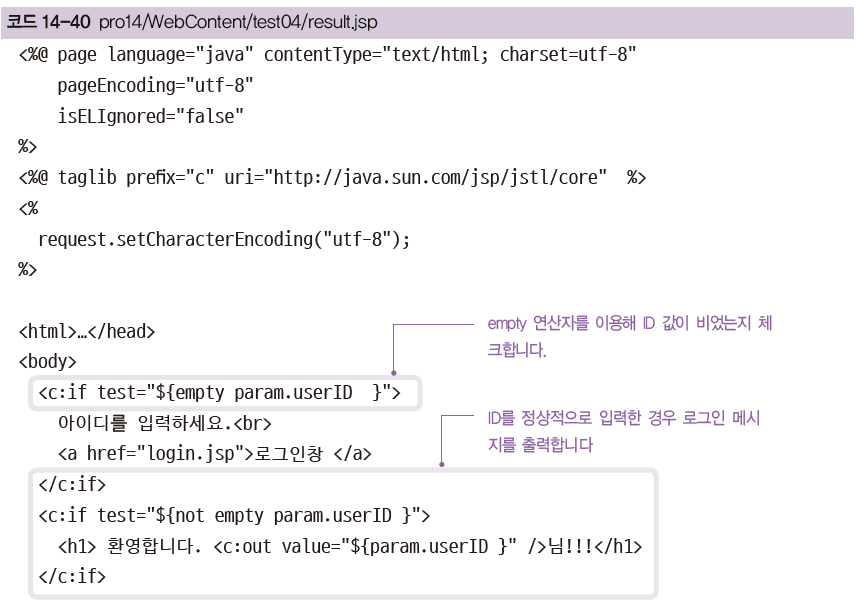 코드 14-40 pro14/WebContent/test04/result.jsp
<%@ page language="java" contentType="text/html; charset=utf-8"
pageEncoding="utf-8"
isELIgnored="false"
%>
<%@ taglib prefix="c" uri="http://java.sun.com/jsp/jstl/core"  %>
<%
request.setCharacterEncoding("utf-8");
%>
<html>…</head>
<body>
<c:if test="${empty param.userID  }">
아이디를 입력하세요.<br>
<a href="login.jsp">로그인창 </a>
</c:if>
<c:if test="${not empty param.userID }">
<h1> 환영합니다. <c:out value="${param.userID }" />님!!!</h1>
</c:if>
empty 연산자를 이용해 ID 값이 비었는지 체
크합니다.
ID를 정상적으로 입력한 경우 로그인 메시
지를 출력합니다